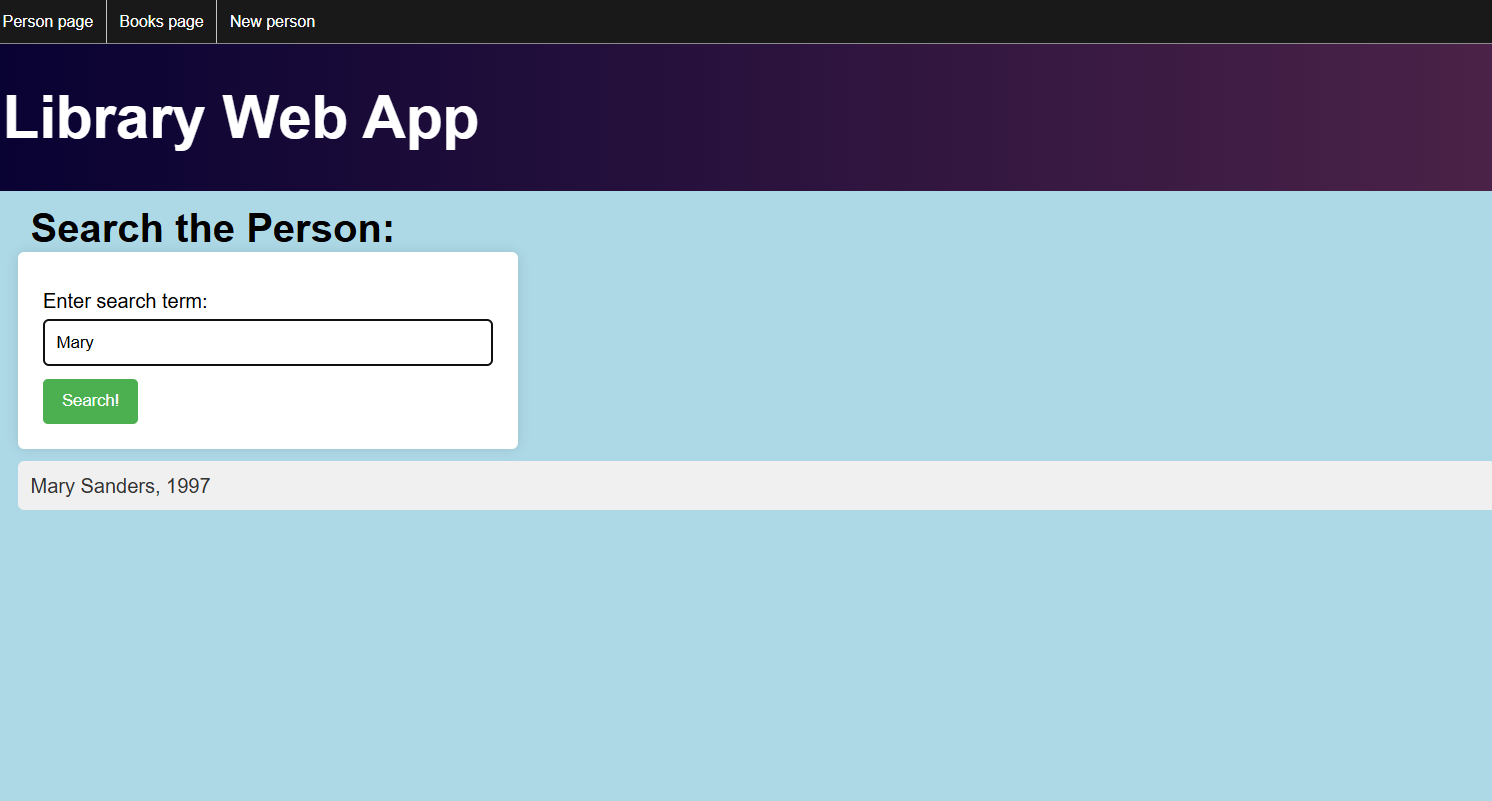 Person page Books page New person
Library Web App
Search the Person:
Enter search term:
Mary
Search!
Mary Sanders, 1997